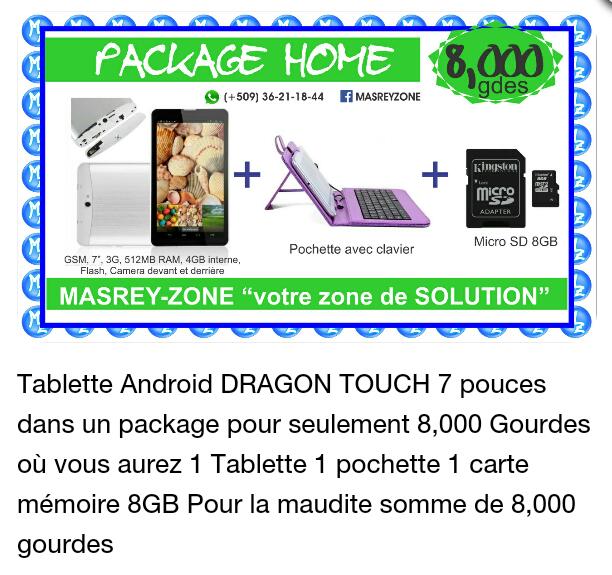 PACKAGE HOME
8,000
gdes
(+509) 36-21-18-44
MASREYZONE
Kingston
micro
SD
ADAPTER
Kingston
8GB
micro
GSM, 7", 3G, 512MB RAM, 4GB interne,
Flash, Camera devant et derrière
Pochette avec clavier
Micro SD 8GB
MASREY-ZONE “votre zone de SOLUTION”
Tablette Android DRAGON TOUCH 7 pouces
dans un package pour seulement 8,000 Gourdes
où vous aurez 1 Tablette 1 pochette 1 carte
mémoire 8GB Pour la maudite somme de 8,000
gourdes